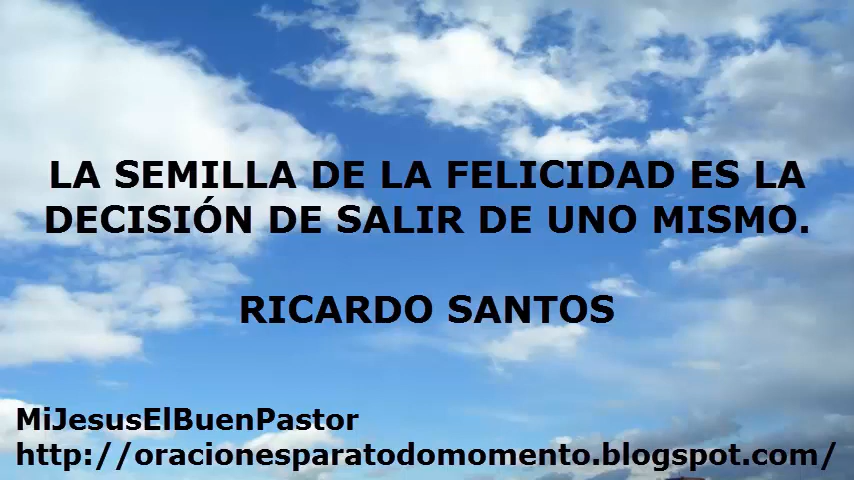 LA SEMILLA DE LA FELICIDAD ES LA
DECISIÓN DE SALIR DE UNO MISMO.
RICARDO SANTOS
MiJesusElBuenPastor
http://oracionesparatodomomento.blogspot.com/